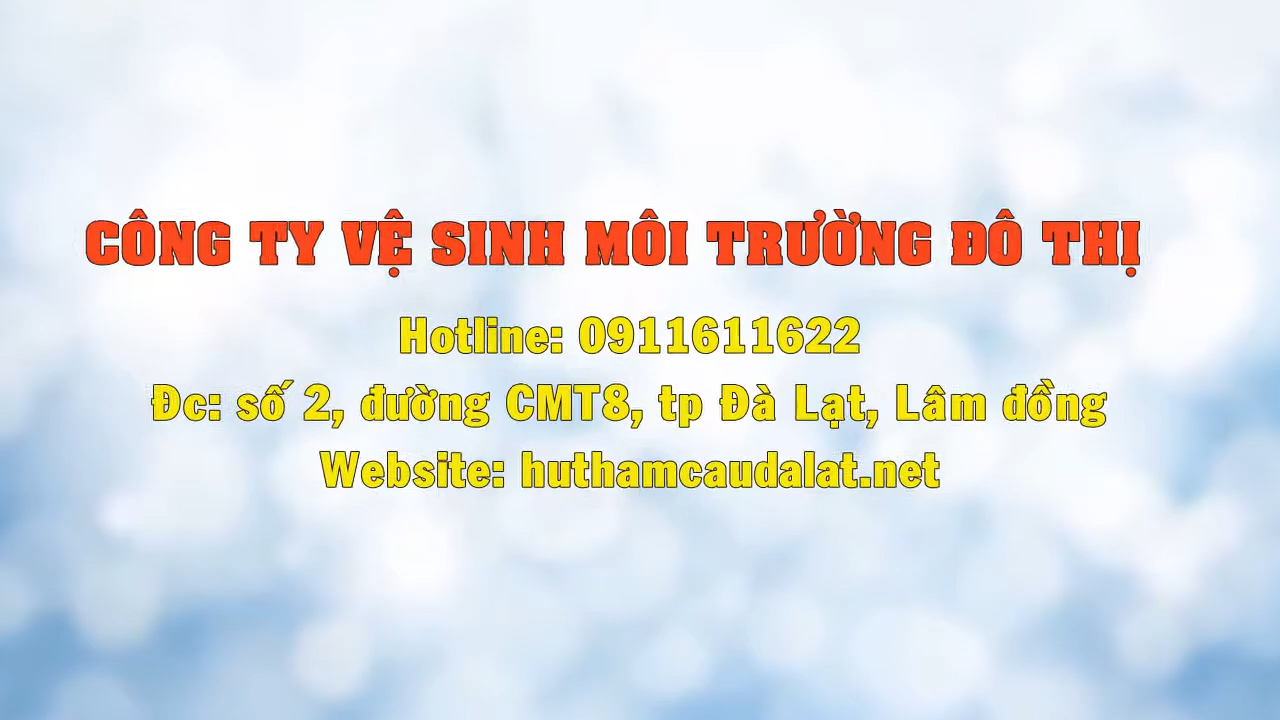 CÔNG TY VỆ SINH MÔI TRƯỜNG ĐÔ THỊ
Hotline: 0911611622
Đc: số 2, đường CMT8, tp Đà Lạt, Lâm đồng
Website: huthamcaudalat.net